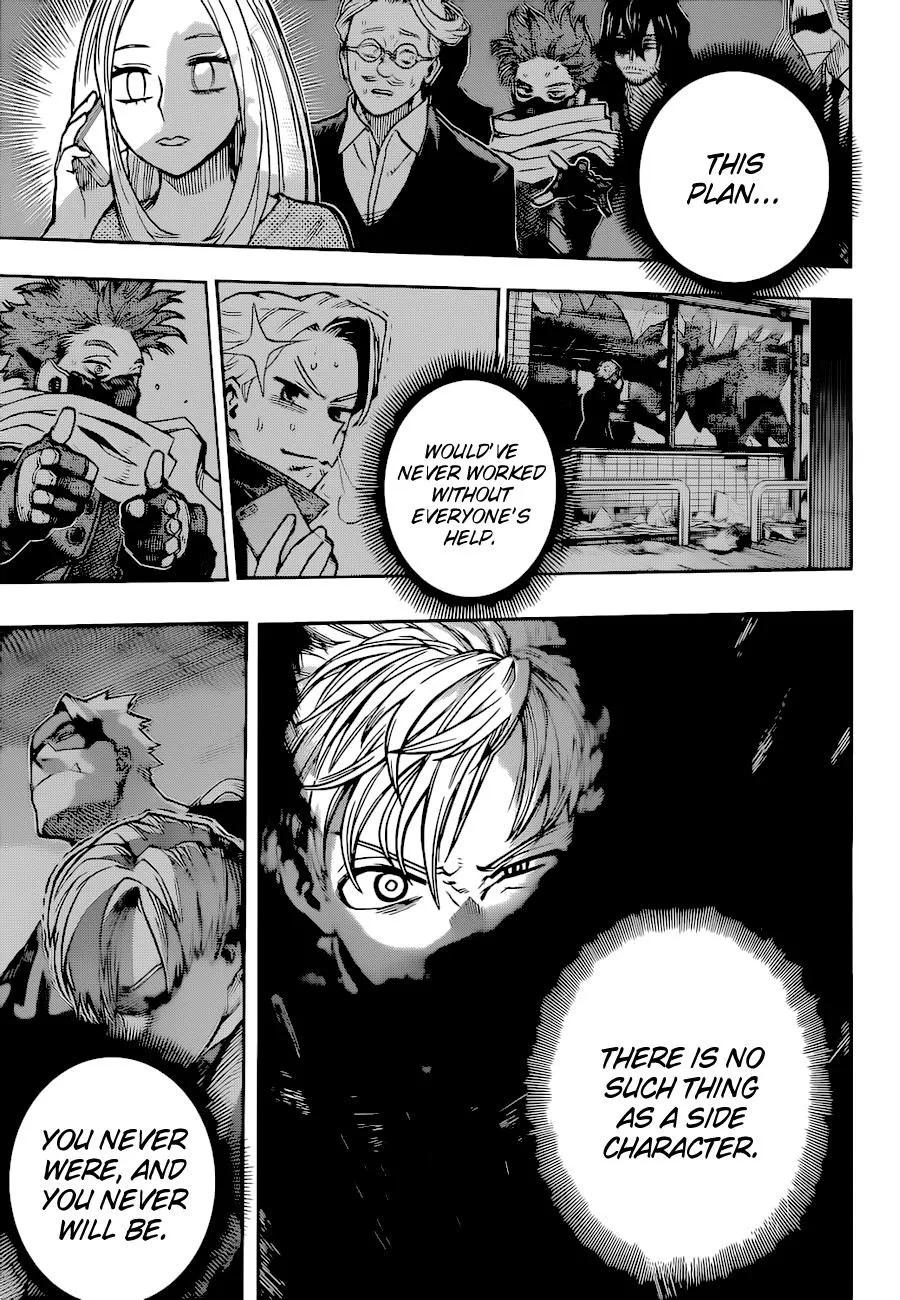 THIS
PLAN...
WOULD'VE
NEVER WORKED
WITHOUT
EVERYONE'S
HELP.
THERE IS NO
SUCH THING
AS A SIDE
CHARACTER.
YOU NEVER
WERE, AND
YOU NEVER
WILL BE.